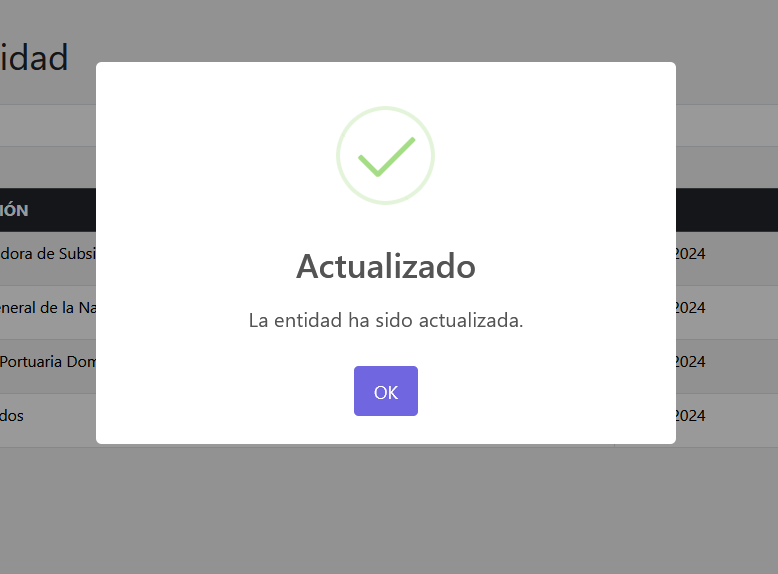 idad
IÓN
Actualizado
La entidad ha sido actualizada.
OK
dora de Subsi
2024
eneral de la Na
2024
Portuaria Dom
2024
dos
2024